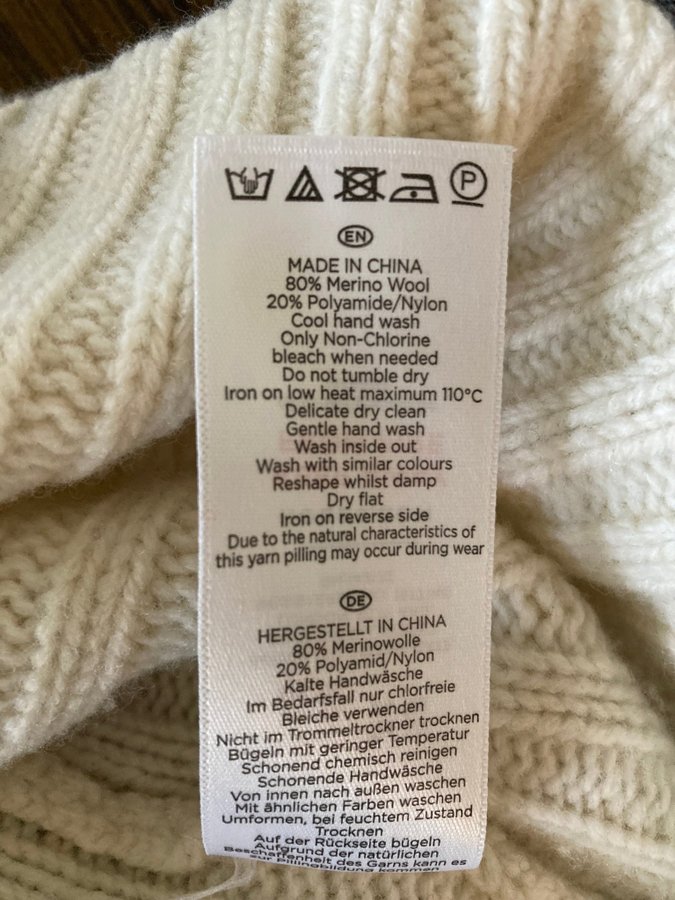 P
EN
MADE IN CHINA
80% Merino Wool
20% Polyamide/Nylon
Cool hand wash
Only Non-Chlorine
bleach when needed
Do not tumble dry
Iron on low heat maximum 110°C
Delicate dry clean
Gentle hand wash
Wash inside out
Wash with similar colours
Reshape whilst damp
Dry flat
Iron on reverse side
Due to the natural characteristics of
this yarn pilling may occur during wear
DE
HERGESTELLT IN CHINA
80% Merinowolle
20% Polyamid/Nylon
Kalte Handwäsche
Im Bedarfsfall nur chlorfreie
Bleiche verwenden
Nicht im Trommeltrockner trocknen
Bügeln mit geringer Temperatur
Schonend chemisch reinigen
Schonende Handwäsche
Von innen nach außen waschen
Mit ähnlichen Farben waschen
Umformen, bei feuchtem Zustand
Trocknen
Auf der Rückseite bügeln
Aufgrund der natürlichen
Beschaffenheit des Garns kann es
zur Pillingbildung kommen